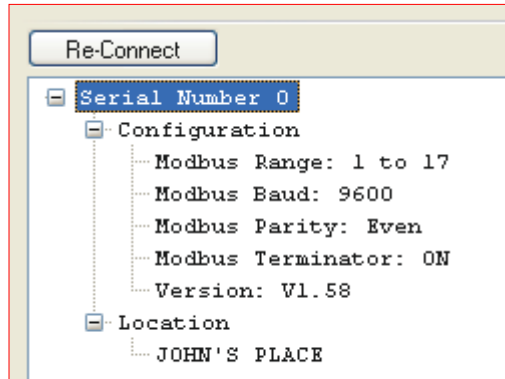 Re-Connect
Serial Number 0
Configuration
Modbus Range: 1 to 17
Modbus Baud: 9600
Modbus Parity: Even
Modbus Terminator: ON
Version: V1.58
Location
JOHN'S PLACE